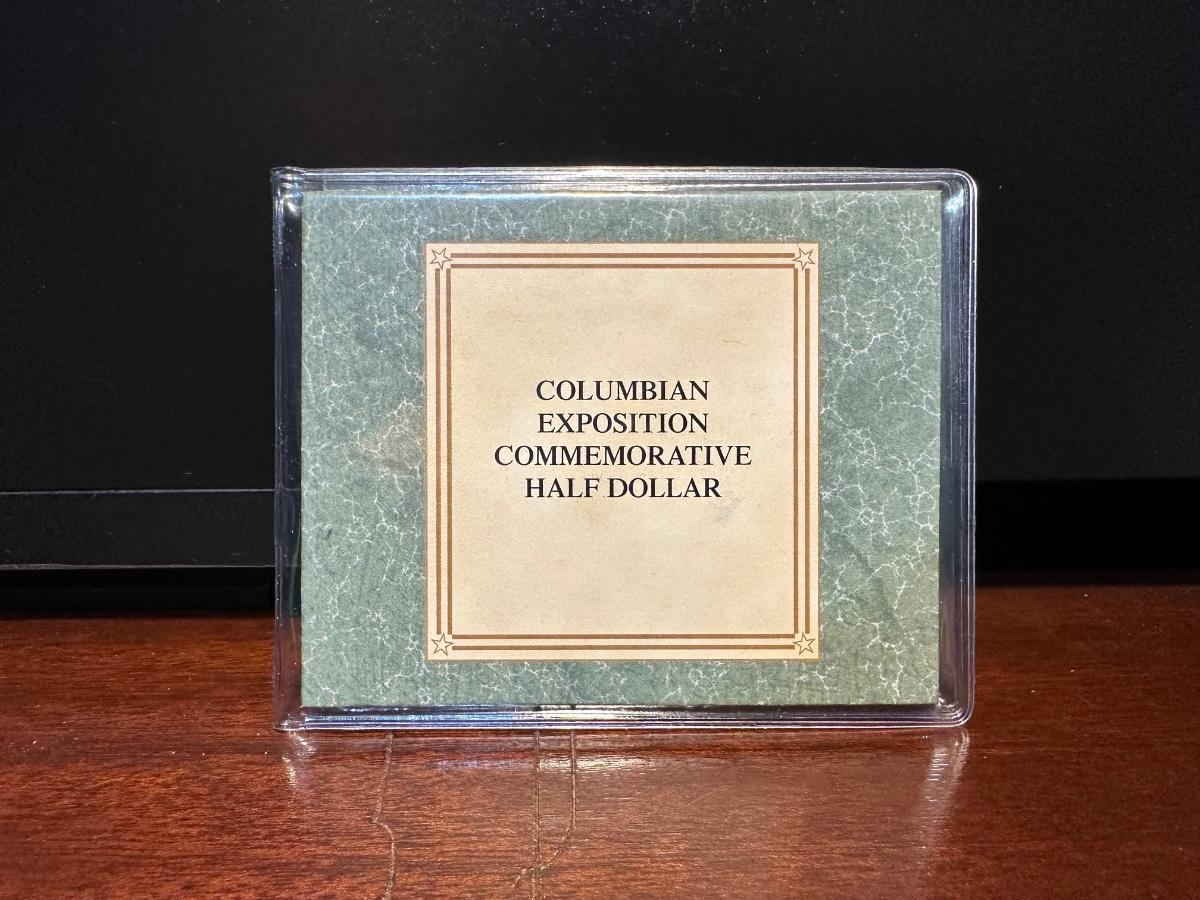 COLUMBIAN
EXPOSITION
COMMEMORATIVE
HALF DOLLAR